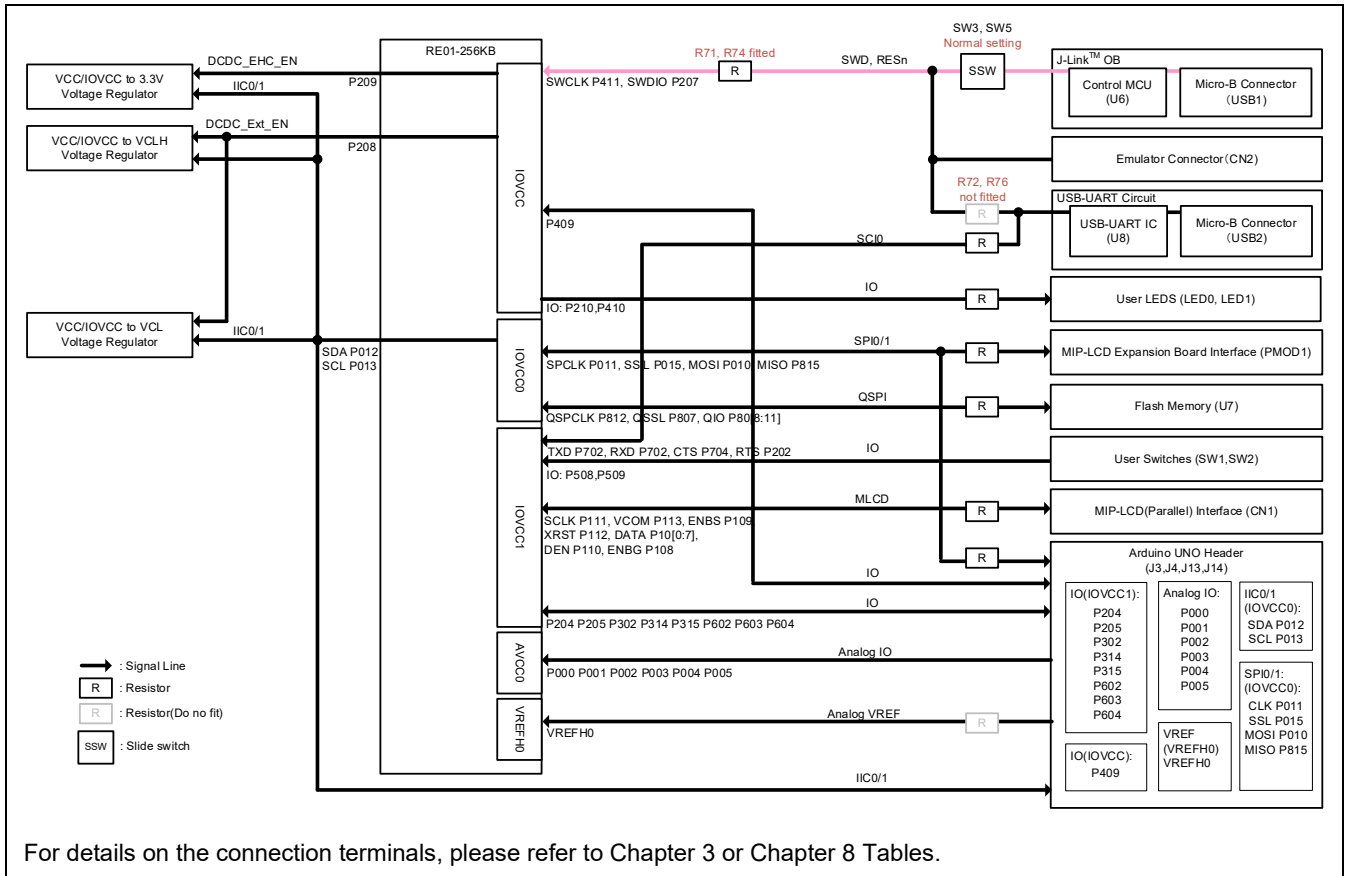 SW3, SW5
Normal setting
RE01-256KB
R71, R74 fitted
SWD, RESn
SSW
J-Link™ OB
Control MCU
(U6)
Micro-B Connector
(USB1)
R
SWCLK P411, SWDIO P207
DCDC_EHC_EN
P209
VCC/IOVCC to 3.3V
Voltage Regulator
IIC0/1
DCDC_Ext_EN
P208
VCC/IOVCC to VCLH
Voltage Regulator
Emulator Connector(CN2)
IOVCC
R72, R76
not fitted
R
USB-UART Circuit
USB-UART IC
(U8)
Micro-B Connector
(USB2)
P409
SCI0
R
IO
R
User LEDS (LED0, LED1)
IO: P210,P410
VCC/IOVCC to VCL
Voltage Regulator
IIC0/1
SDA P012
SCL P013
IOVCC0
SPI0/1
R
MIP-LCD Expansion Board Interface (PMOD1)
SPCLK P011, SSL P015, MOSI P010, MISO P815
QSPI
R
Flash Memory (U7)
QSPCLK P812, QSSL P807, QIO P80[8:11]
IOVCC1
TXD P702, RXD P702, CTS P704, RTS P202
IO
User Switches (SW1,SW2)
IO: P508,P509
MLCD
R
MIP-LCD(Parallel) Interface (CN1)
SCLK P111, VCOM P113, ENBS P109
XRST P112, DATA P10[0:7],
DEN P110, ENBG P108
R
IO
IO
P204 P205 P302 P314 P315 P602 P603 P604
AVCC0
Analog IO
P000 P001 P002 P003 P004 P005
VREFH0
Analog VREF
R
VREFH0
IIC0/1
Arduino UNO Header
(J3,J4,J13,J14)
IO(IOVCC1):
P204
P205
P302
P314
P315
P602
P603
P604
IO(IOVCC):
P409
Analog IO:
P000
P001
P002
P003
P004
P005
VREF
(VREFH0)
VREFH0
IIC0/1
(IOVCC0):
SDA P012
SCL P013
SPI0/1:
(IOVCC0):
CLK P011
SSL P015
MOSI P010
MISO P815
: Signal Line
R : Resistor
R : Resistor(Do no fit)
SSW : Slide switch
For details on the connection terminals, please refer to Chapter 3 or Chapter 8 Tables.